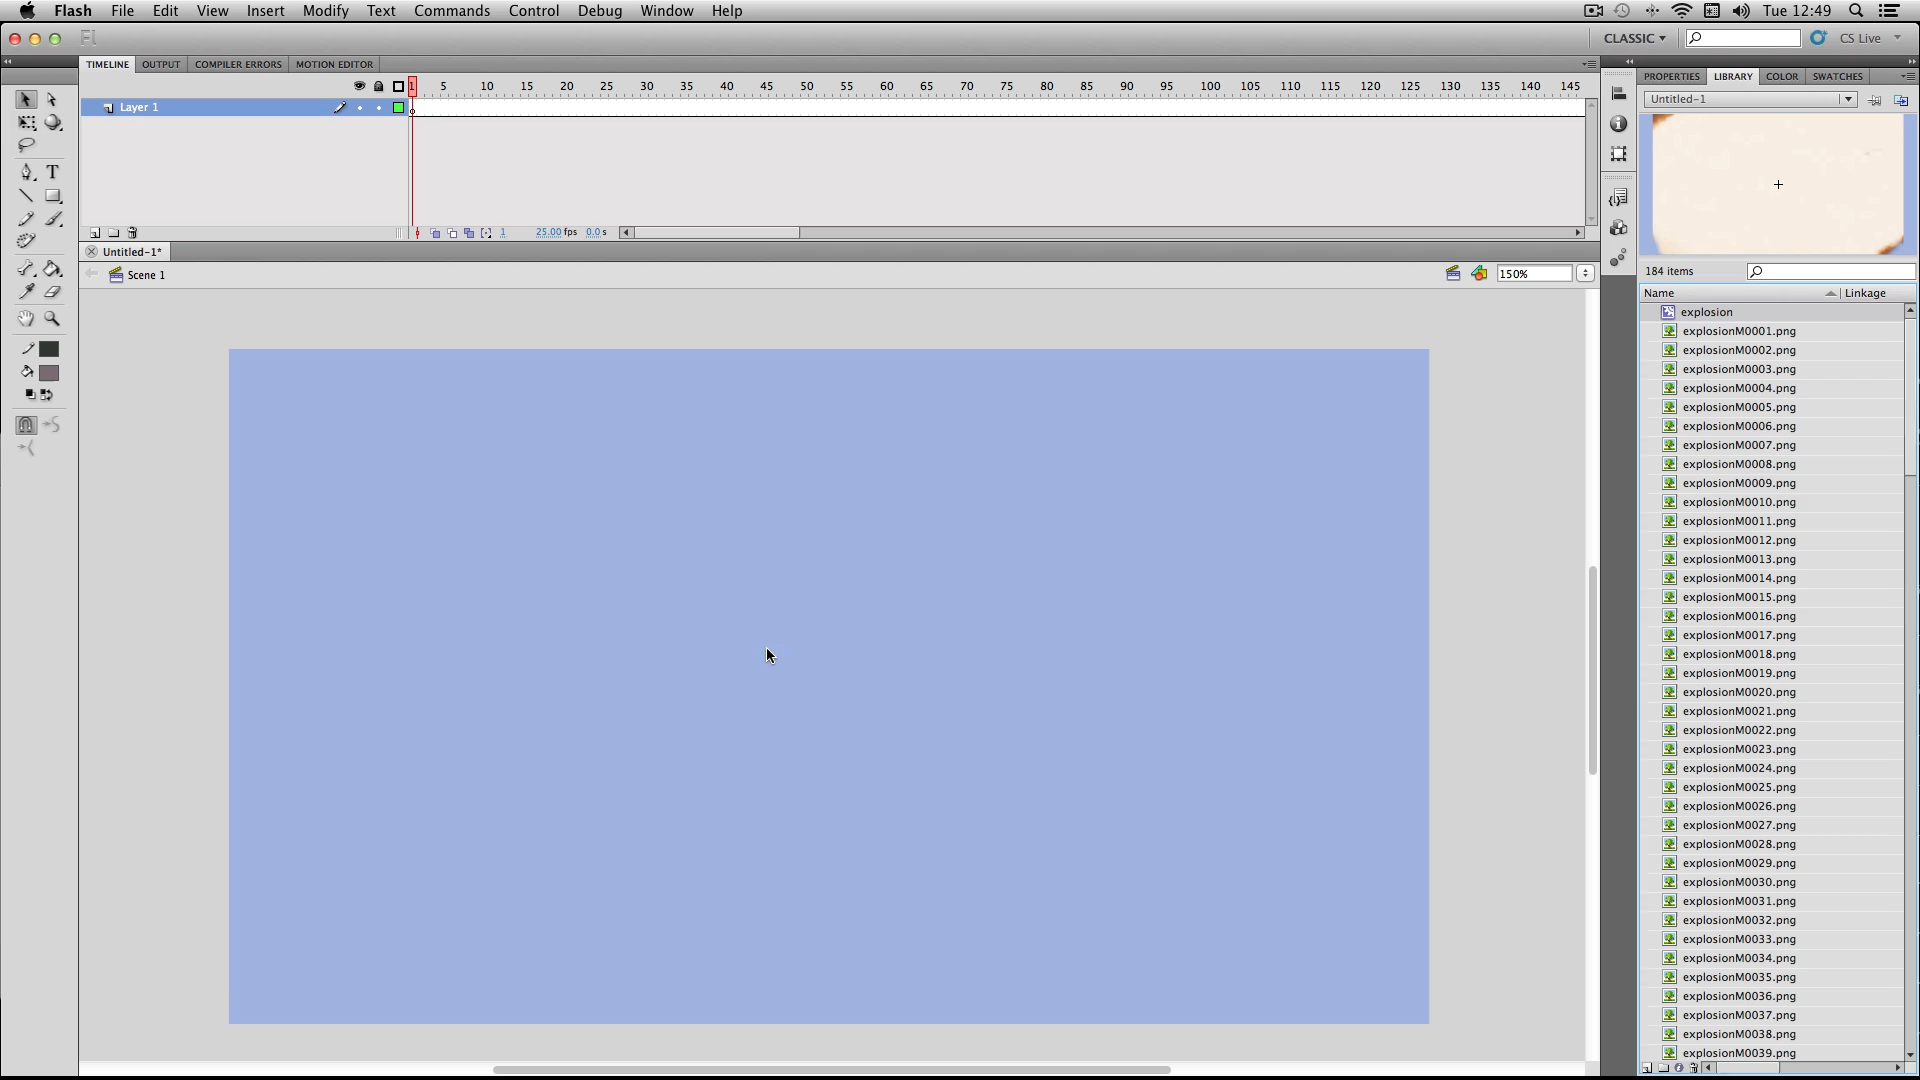 Flash File Edit View Insert Modify Text Commands Control Debug Window Help Tue 12:49
Fl CLASSIC CS Live
TIMELINE OUTPUT COMPILER ERRORS MOTION EDITOR
PROPERTIES LIBRARY COLOR SWATCHES
1 5 10 15 20 25 30 35 40 45 50 55 60 65 70 75 80 85 90 95 100 105 110 115 120 125 130 135 140 145
Untitled-1
Layer 1
T
1 25.00 fps 0.0 s
Untitled-1*
Scene 1
150%
184 items
Name Linkage
explosion
explosionM0001.png
explosionM0002.png
explosionM0003.png
explosionM0004.png
explosionM0005.png
explosionM0006.png
explosionM0007.png
explosionM0008.png
explosionM0009.png
explosionM0010.png
explosionM0011.png
explosionM0012.png
explosionM0013.png
explosionM0014.png
explosionM0015.png
explosionM0016.png
explosionM0017.png
explosionM0018.png
explosionM0019.png
explosionM0020.png
explosionM0021.png
explosionM0022.png
explosionM0023.png
explosionM0024.png
explosionM0025.png
explosionM0026.png
explosionM0027.png
explosionM0028.png
explosionM0029.png
explosionM0030.png
explosionM0031.png
explosionM0032.png
explosionM0033.png
explosionM0034.png
explosionM0035.png
explosionM0036.png
explosionM0037.png
explosionM0038.png
explosionM0039.png